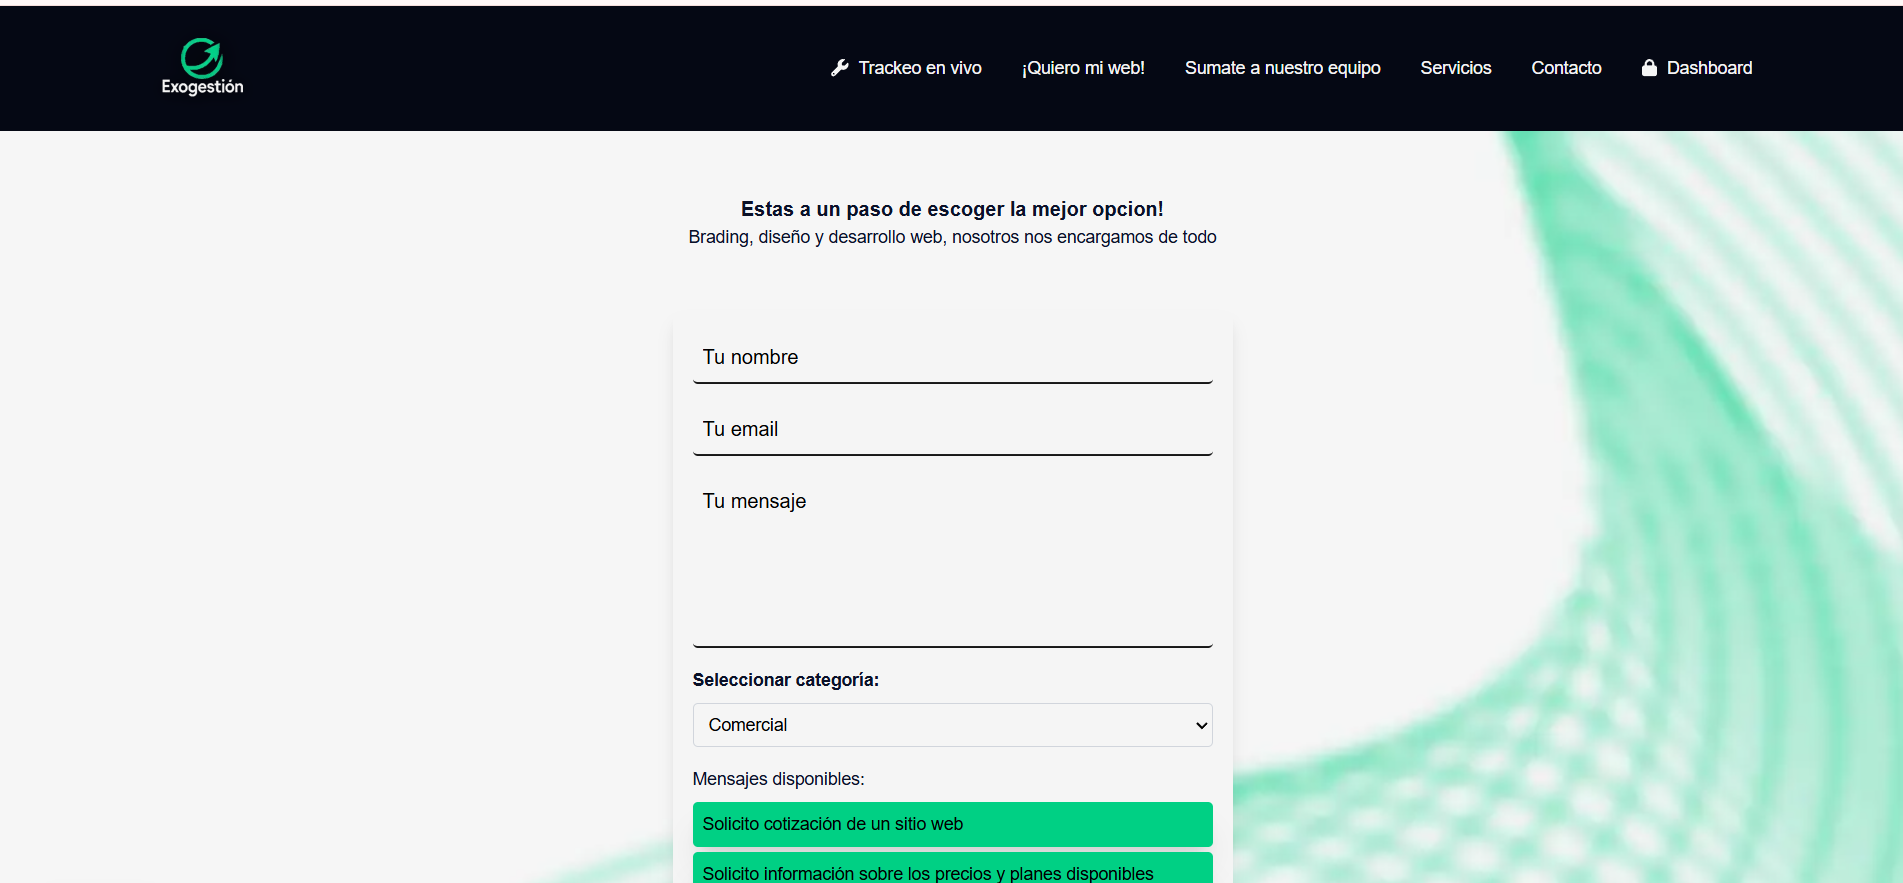 Exogestión
Trackeo en vivo
¡Quiero mi web!
Sumate a nuestro equipo
Servicios
Contacto
Dashboard
Estas a un paso de escoger la mejor opcion!
Brading, diseño y desarrollo web, nosotros nos encargamos de todo
Tu nombre
Tu email
Tu mensaje
Seleccionar categoría:
Comercial
Mensajes disponibles:
Solicito cotización de un sitio web
Solicito información sobre los precios y planes disponibles